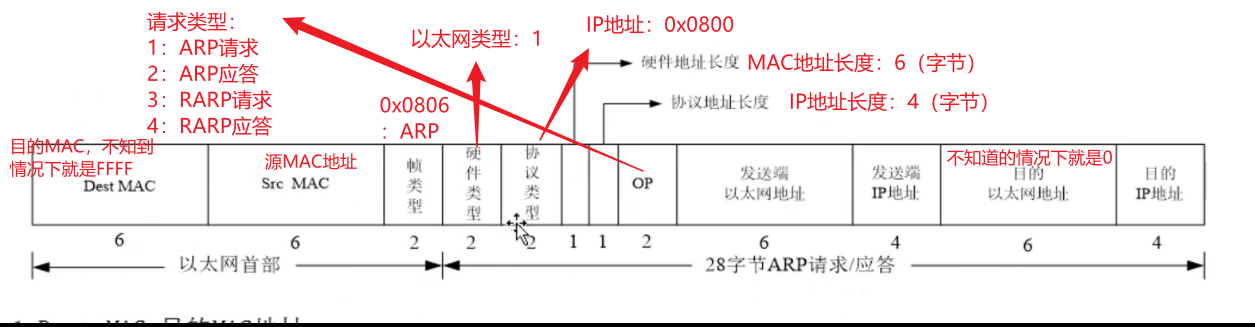 请求类型：
1：ARP请求
2：ARP应答
3：RARP请求
4：RARP应答
以太网类型：1
IP地址：0x0800
硬件地址长度 MAC地址长度：6（字节）
协议地址长度 IP地址长度：4（字节）
0x0806
：ARP
目的MAC，不知到
情况下就是FFFF
Dest MAC
源MAC地址
Src MAC
帧类型
硬件类型
协议类型
OP
发送端
以太网地址
发送端
IP地址
不知道的情况下就是0
目的
以太网地址
目的
IP地址
6 6 2 2 2 1 1 2 6 4 6 4
以太网首部 28字节ARP请求/应答